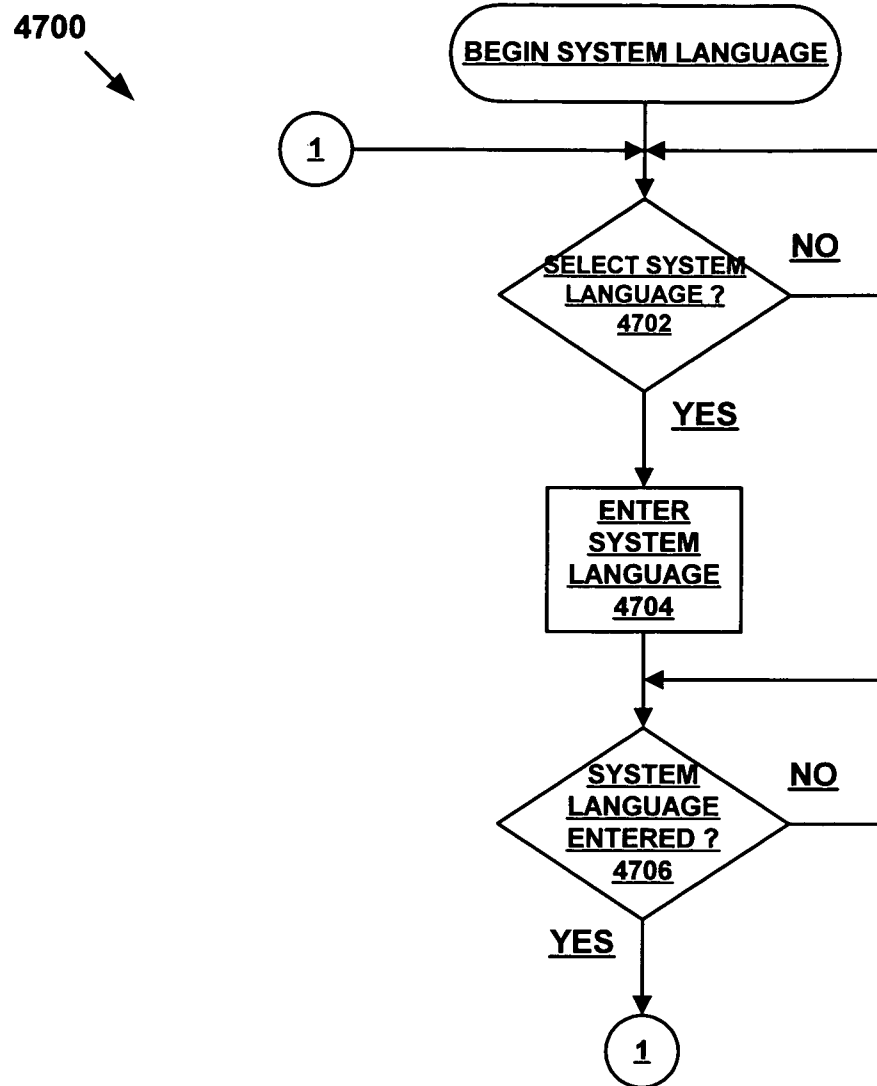 4700
BEGIN SYSTEM LANGUAGE
1
SELECT SYSTEM
LANGUAGE ?
4702
NO
YES
ENTER
SYSTEM
LANGUAGE
4704
SYSTEM
LANGUAGE
ENTERED ?
4706
NO
YES
1